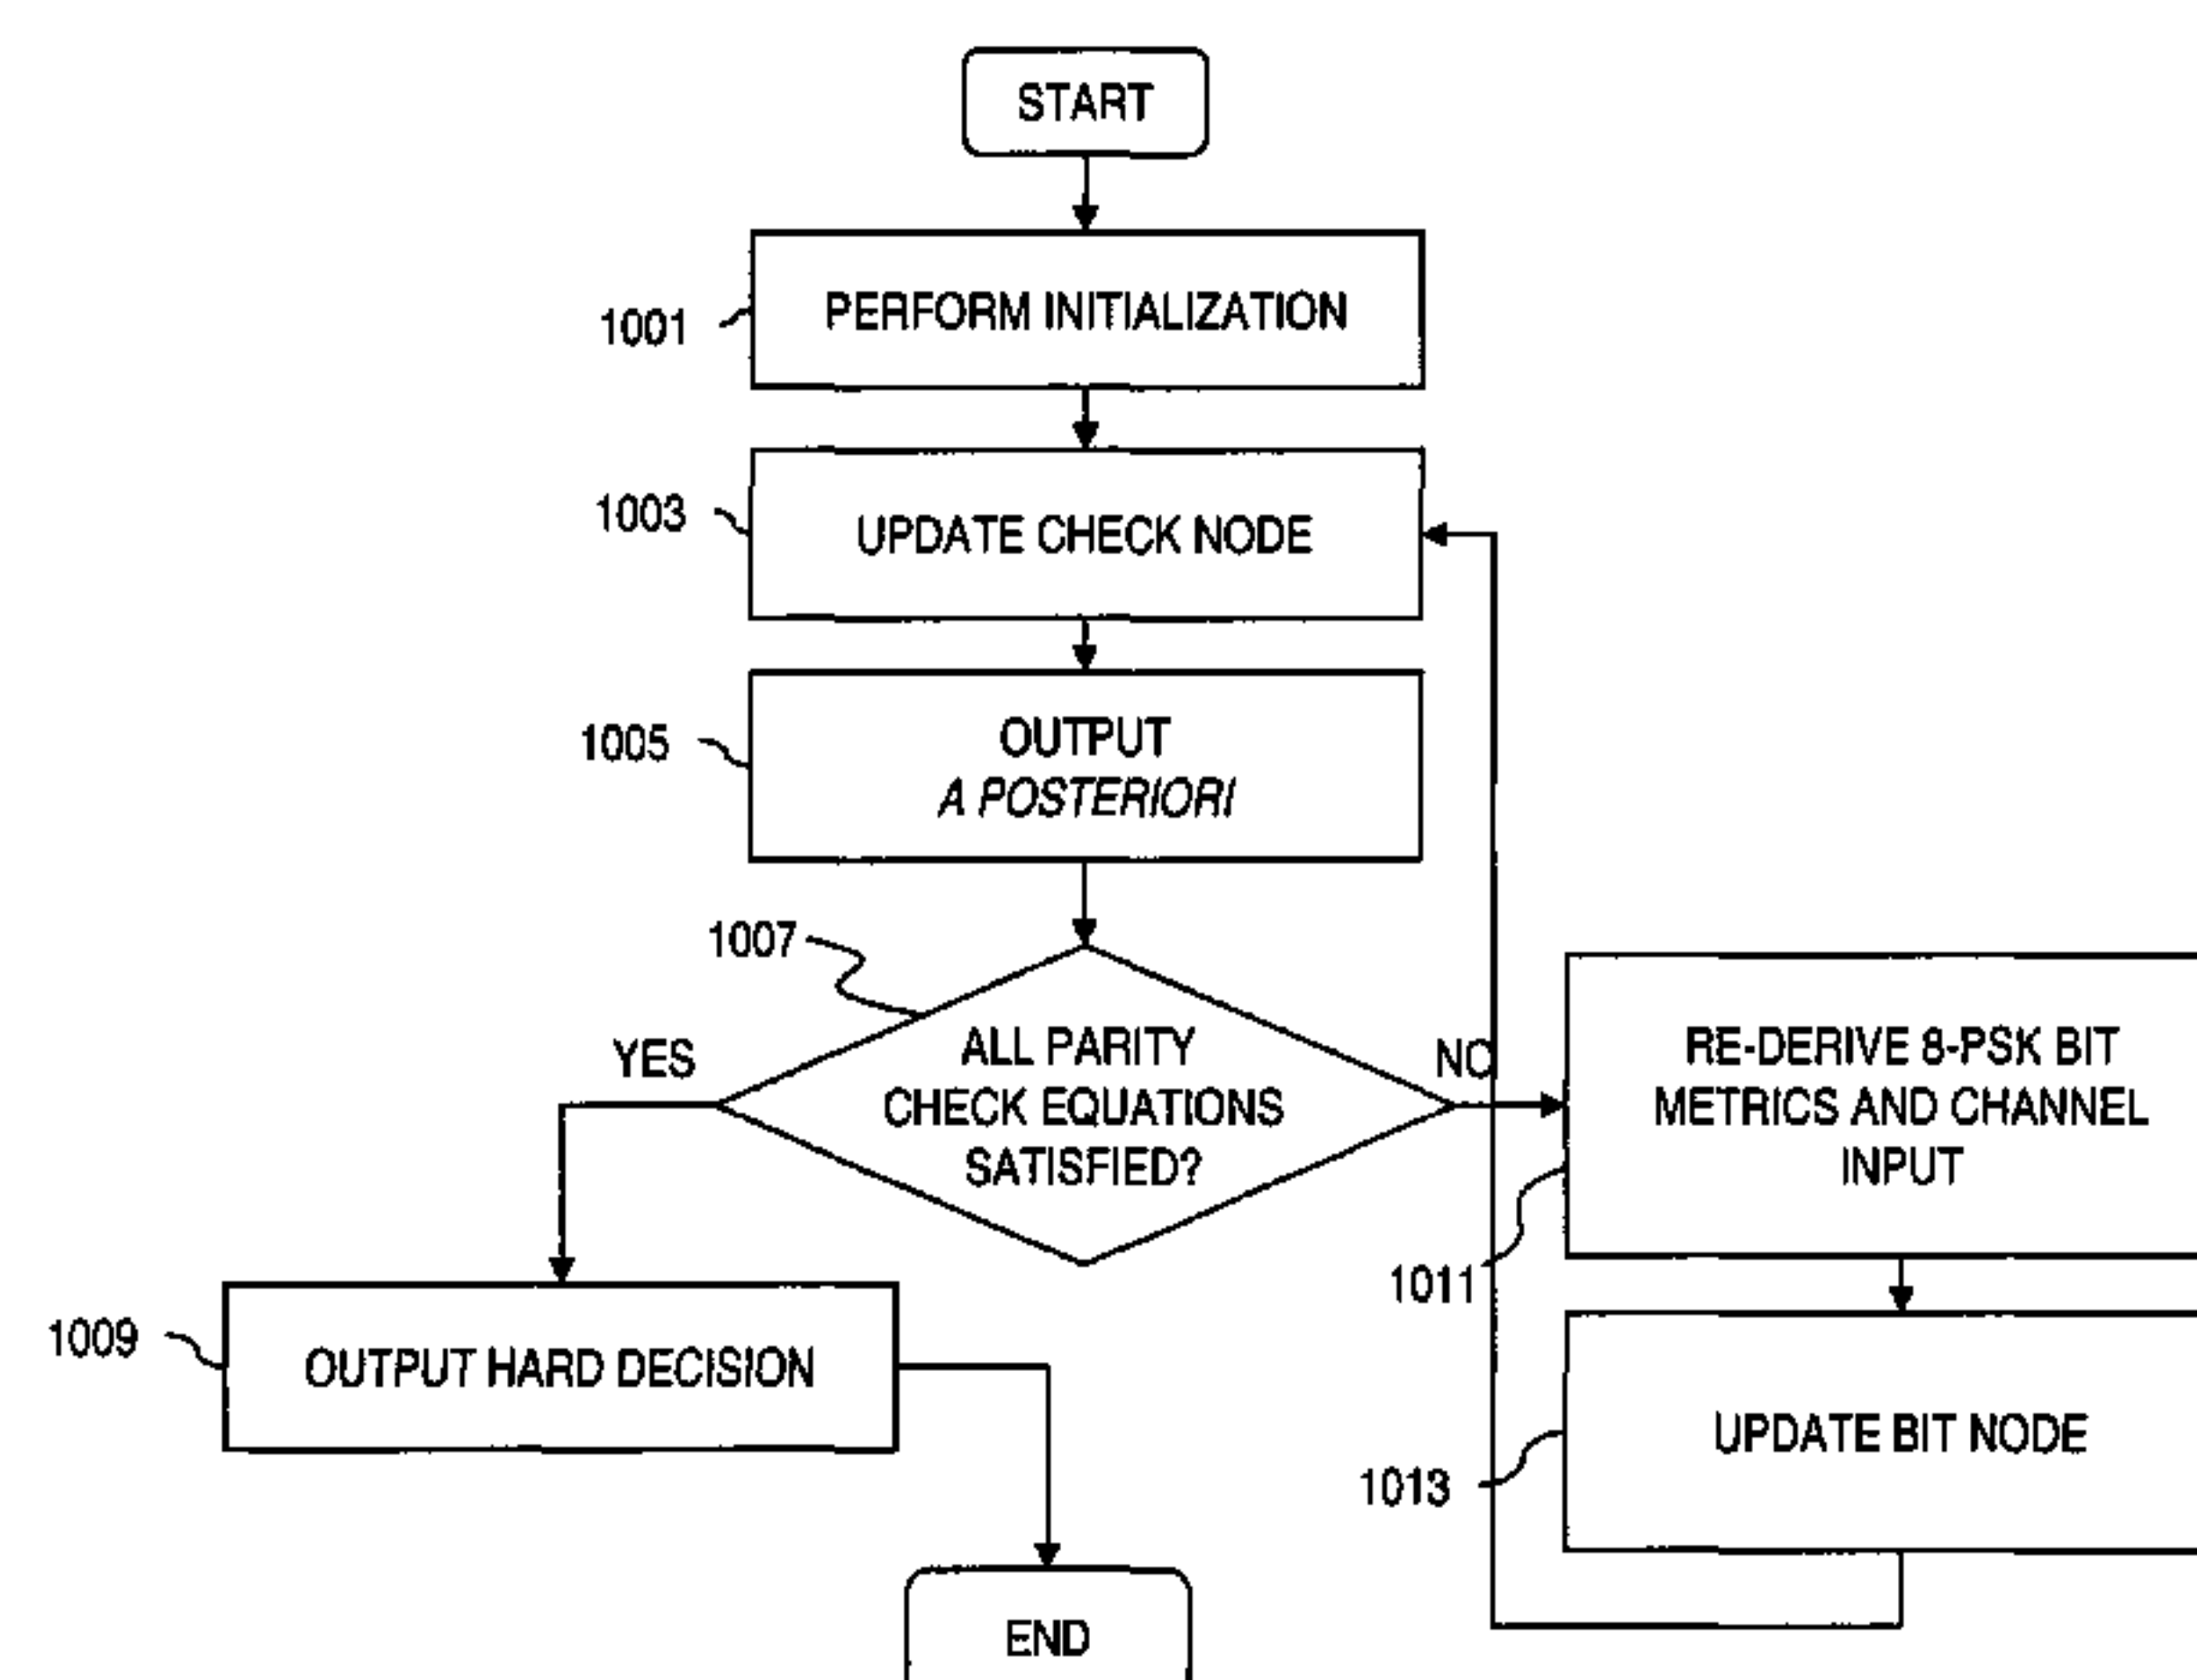 START
1001
PERFORM INITIALIZATION
1003
UPDATE CHECK NODE
1005
OUTPUT
A POSTERIORI
1007
YES
ALL PARITY
CHECK EQUATIONS
SATISFIED?
NO
RE-DERIVE 8-PSK BIT
METRICS AND CHANNEL
INPUT
1011
1009
OUTPUT HARD DECISION
1013
UPDATE BIT NODE
END